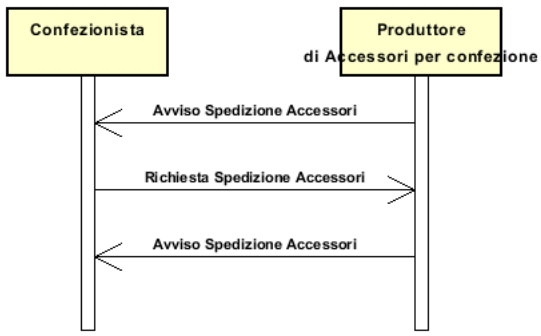 Confezionista
Produttore
di Accessori per confezione
Avviso Spedizione Accessori
Richiesta Spedizione Accessori
Avviso Spedizione Accessori